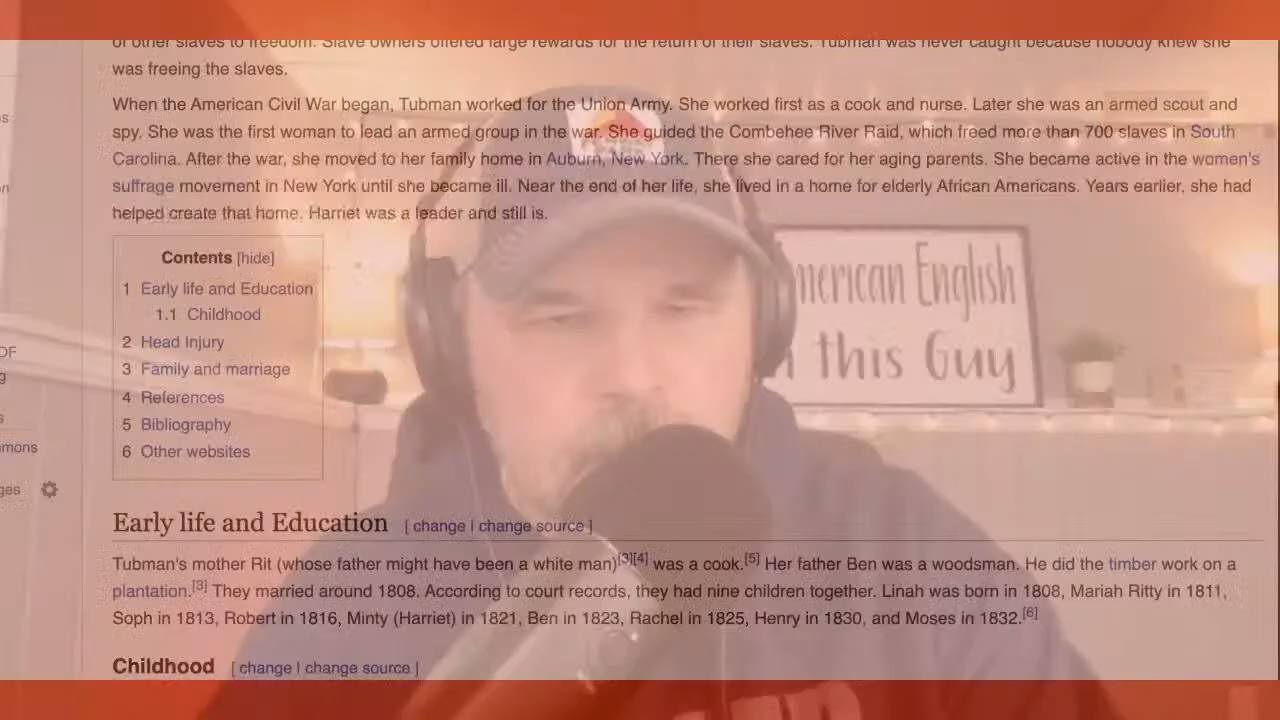 of other slaves to freedom. Slave owners offered large rewards for the return of their slaves. Tubman was never caught because nobody knew she
was freeing the slaves.
When the American Civil War began, Tubman worked for the Union Army. She worked first as a cook and nurse. Later she was an armed scout and
spy. She was the first woman to lead an armed group in the war. She guided the Combehee River Raid, which freed more than 700 slaves in South
Carolina. After the war, she moved to her family home in Auburn, New York. There she cared for her aging parents. She became active in the women's
suffrage movement in New York until she became ill. Near the end of her life, she lived in a home for elderly African Americans. Years earlier, she had
helped create that home. Harriet was a leader and still is.
Contents [hide]
1 Early life and Education
1.1 Childhood
2 Head Injury
3 Family and marriage
4 References
5 Bibliography
6 Other websites
merican English
this Guy
Early life and Education [ change | change source ]
Tubman's mother Rit (whose father might have been a white man)[3][4] was a cook.[5] Her father Ben was a woodsman. He did the timber work on a
plantation.[3] They married around 1808. According to court records, they had nine children together. Linah was born in 1808, Mariah Ritty in 1811,
Soph in 1813, Robert in 1816, Minty (Harriet) in 1821, Ben in 1823, Rachel in 1825, Henry in 1830, and Moses in 1832.[6]
Childhood [ change | change source ]